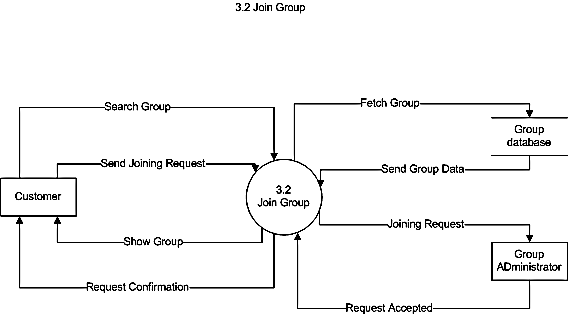 3.2 Join Group
Search Group
Fetch Group
Group
database
Send Joining Request
Send Group Data
Customer
3.2
Join Group
Joining Request
Show Group
Group
ADministrator
Request Confirmation
Request Accepted